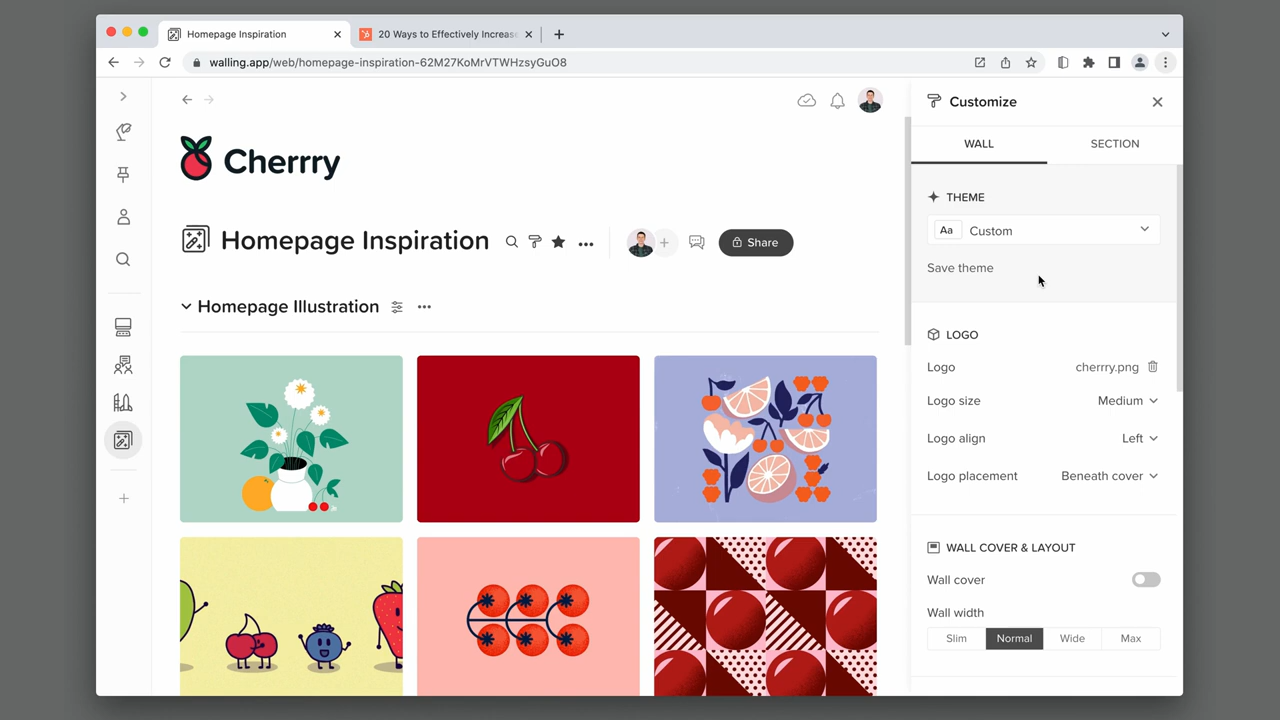 Homepage Inspiration
20 Ways to Effectively Increase
walling.app/web/homepage-inspiration-62M27KoMrVTWHzsyGuO8
Cherrry
Homepage Inspiration
Share
Homepage Illustration
Customize
WALL
SECTION
THEME
Aa
Custom
Save theme
LOGO
Logo
cherrry.png
Logo size
Medium
Logo align
Left
Logo placement
Beneath cover
WALL COVER & LAYOUT
Wall cover
Wall width
Slim
Normal
Wide
Max